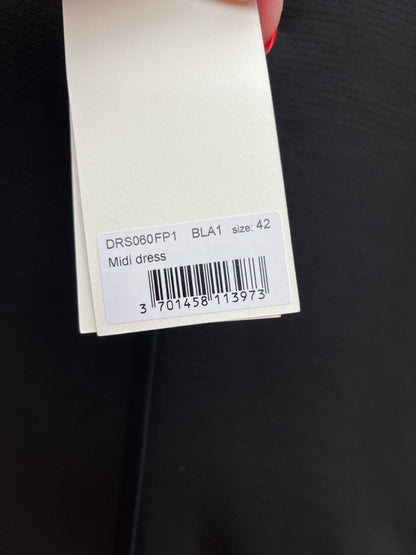 DRS060FP1 BLA1 size: 42
Midi dress
3 701458 113973